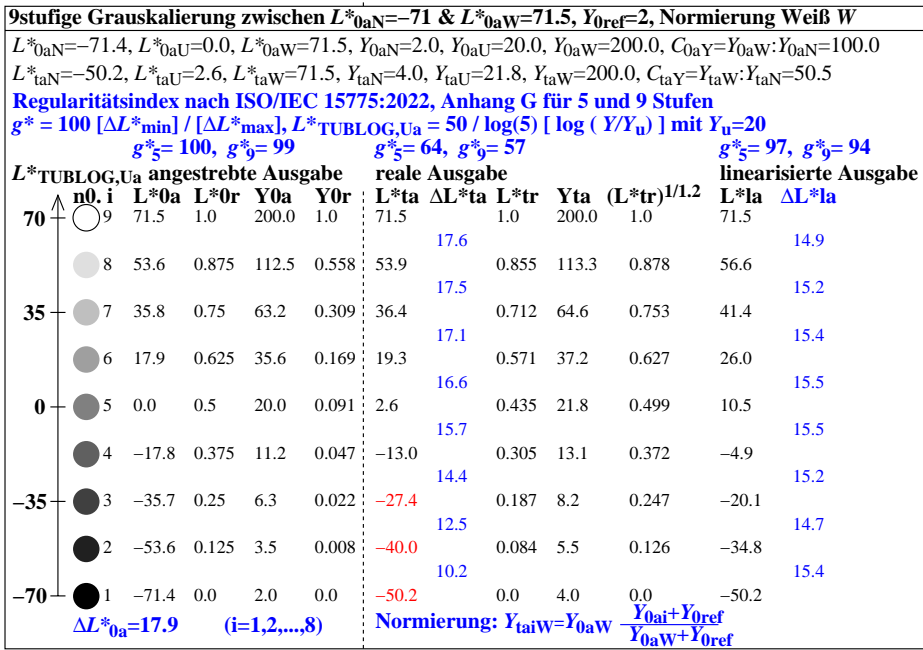 9stufige Grauskalierung zwischen L*0aN=−71 & L*0aW=71.5, Y0ref=2, Normierung Weiß W
L*0aN=−71.4, L*0aU=0.0, L*0aW=71.5, Y0aN=2.0, Y0aU=20.0, Y0aW=200.0, C0aY=Y0aW:Y0aN=100.0
L*taN=−50.2, L*taU=2.6, L*taW=71.5, YtaN=4.0, YtaU=21.8, YtaW=200.0, CtaY=YtaW:YtaN=50.5
Regularitätsindex nach ISO/IEC 15775:2022, Anhang G für 5 und 9 Stufen
g* = 100 [ΔL*min] / [ΔL*max], L*TUBLOG,Ua = 50 / log(5) [ log ( Y/Yu) ] mit Yu=20
g*5= 100, g*9= 99 g*5= 64, g*9= 57 g*5= 97, g*9= 94
L*TUBLOG,Ua angestrebte Ausgabe reale Ausgabe linearisierte Ausgabe
n0. i L*0a L*0r Y0a Y0r L*ta ΔL*ta L*tr Yta (L*tr)1/1.2 L*la ΔL*la
70 9 71.5 1.0 200.0 1.0 71.5 1.0 200.0 1.0 71.5
17.6 14.9
8 53.6 0.875 112.5 0.558 53.9 0.855 113.3 0.878 56.6
17.5 15.2
35 7 35.8 0.75 63.2 0.309 36.4 0.712 64.6 0.753 41.4
17.1 15.4
6 17.9 0.625 35.6 0.169 19.3 0.571 37.2 0.627 26.0
16.6 15.5
0 5 0.0 0.5 20.0 0.091 2.6 0.435 21.8 0.499 10.5
15.7 15.5
4 −17.8 0.375 11.2 0.047 −13.0 0.305 13.1 0.372 −4.9
14.4 15.2
−35 3 −35.7 0.25 6.3 0.022 −27.4 0.187 8.2 0.247 −20.1
12.5 14.7
2 −53.6 0.125 3.5 0.008 −40.0 0.084 5.5 0.126 −34.8
10.2 15.4
−70 1 −71.4 0.0 2.0 0.0 −50.2 0.0 4.0 0.0 −50.2
ΔL*0a=17.9 (i=1,2,...,8) Normierung: YtaiW=Y0aW Y0ai+Y0ref
Y0aW+Y0ref